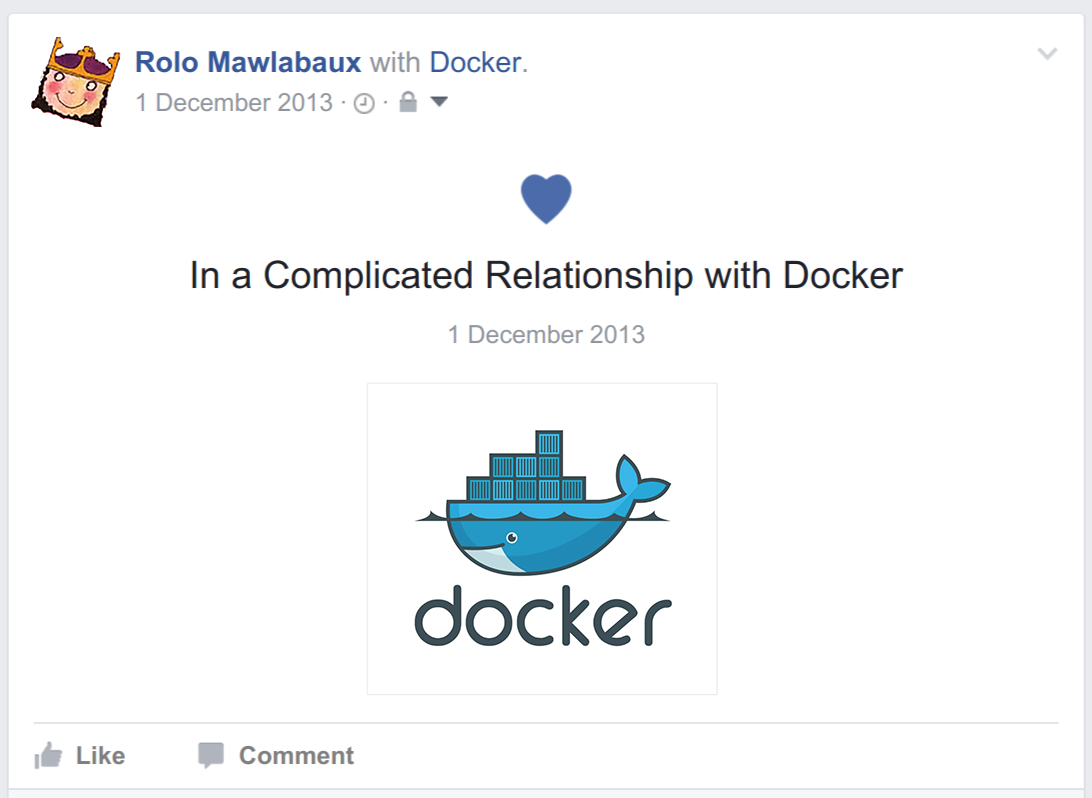 Rolo Mawlabaux with Docker.
1 December 2013 · ·
In a Complicated Relationship with Docker
1 December 2013
docker
Like Comment